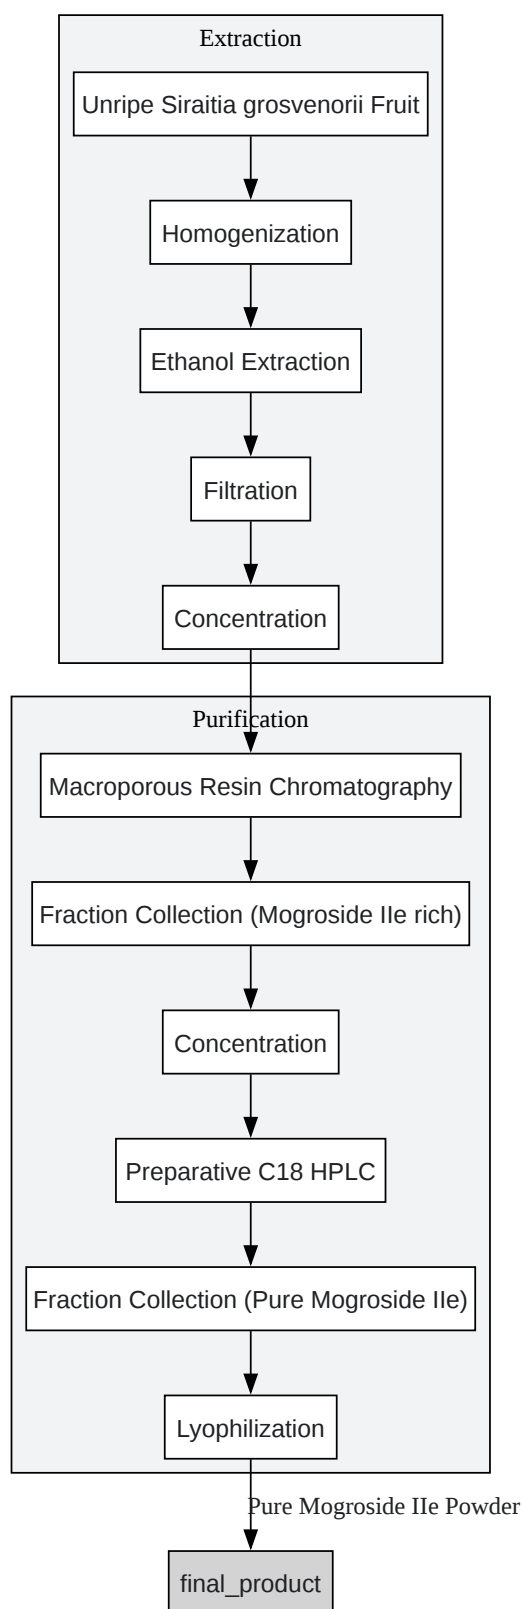 Extraction
Unripe Siraitia grosvenorii Fruit
Homogenization
Ethanol Extraction
Filtration
Concentration
Purification
Macroporous Resin Chromatography
Fraction Collection (Mogroside IIe rich)
Concentration
Preparative C18 HPLC
Fraction Collection (Pure Mogroside IIe)
Lyophilization
Pure Mogroside IIe Powder
final_product